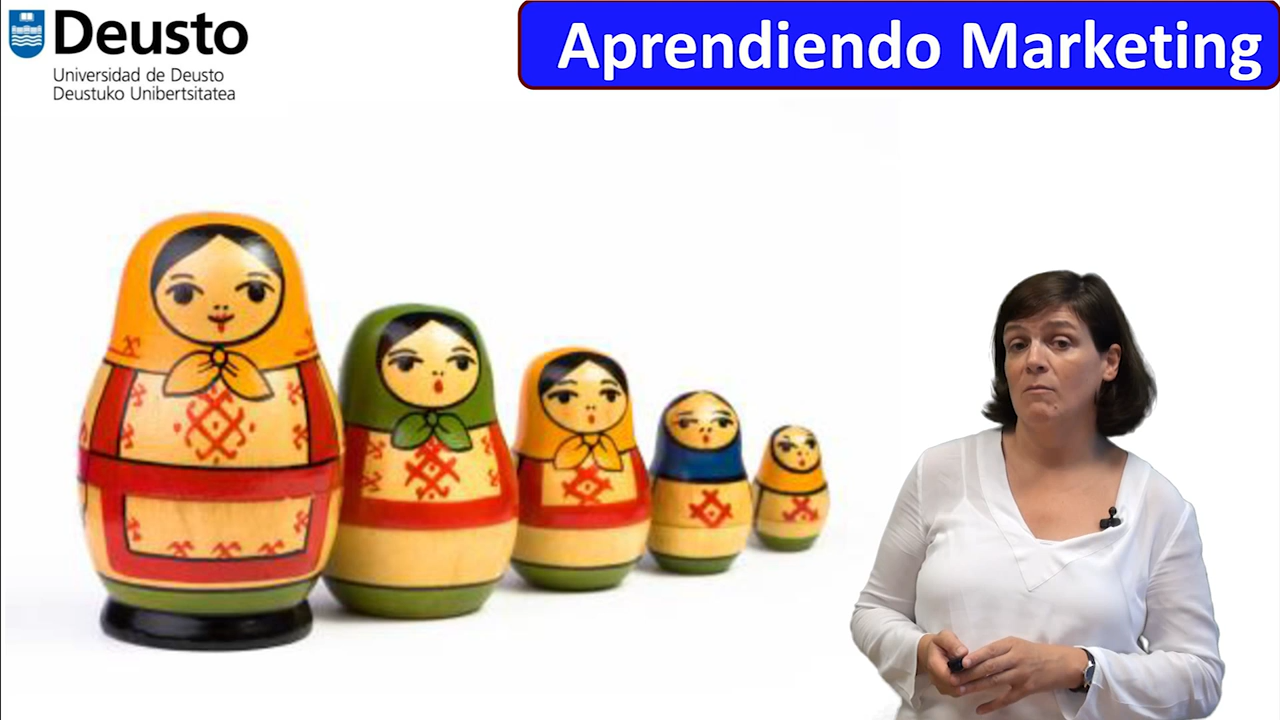 Deusto
Universidad de Deusto
Deustuko Unibertsitatea
Aprendiendo Marketing